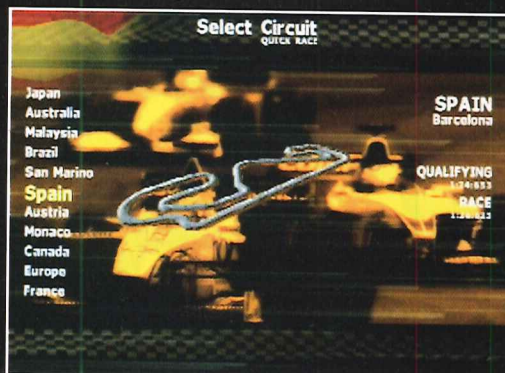 Select Circuit
QUICK RACE
Japan
Australia
Malaysia
Brazil
San Marino
Spain
Austria
Monaco
Canada
Europe
France
SPAIN
Barcelona
QUALIFYING
RACE